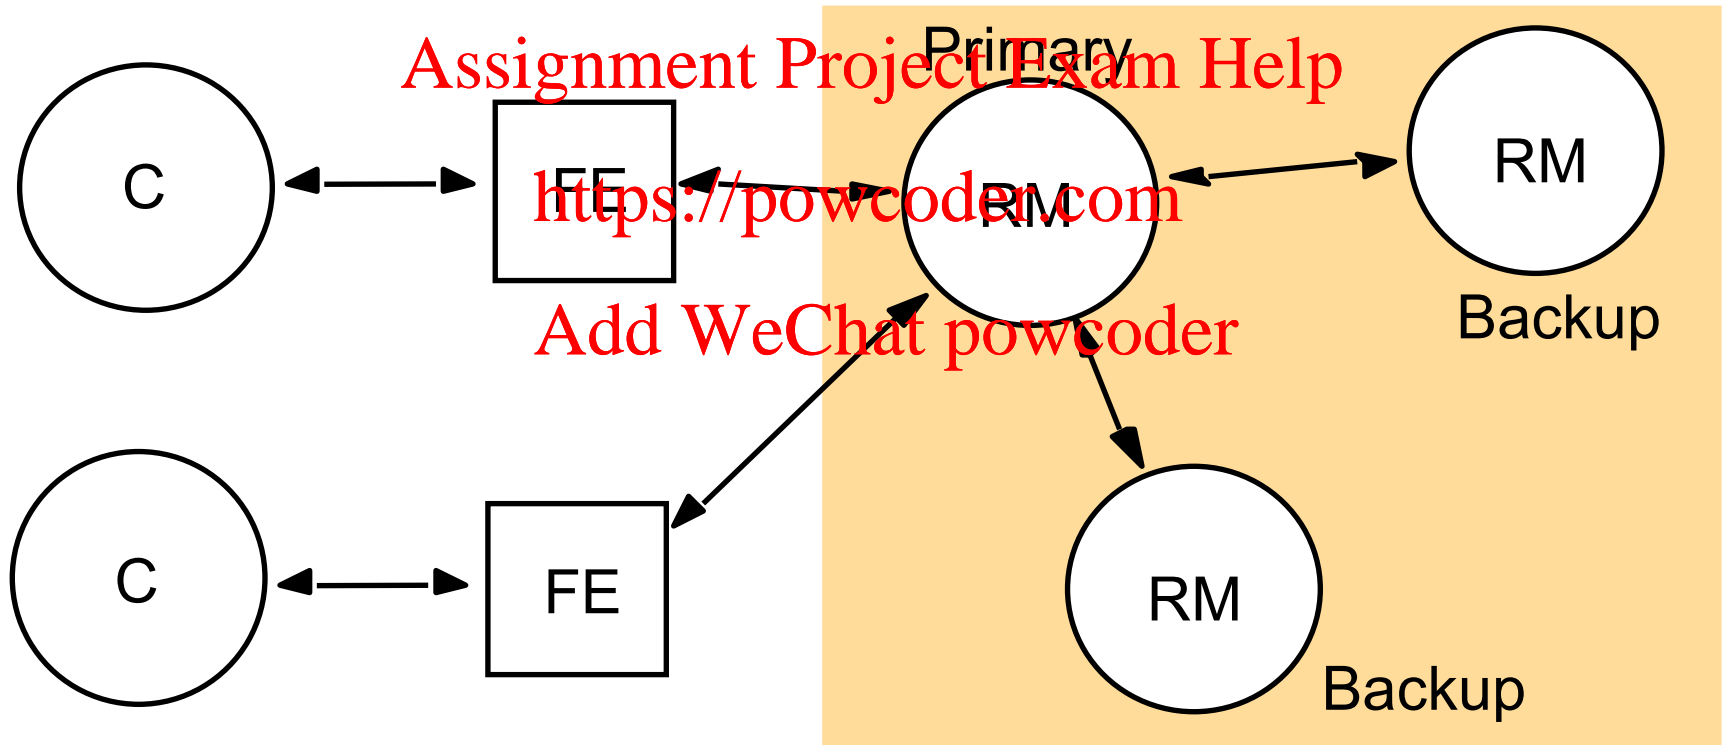 Primary
Assignment Project Exam Help
C
FE
RM
RM
https://powcoder.com
Backup
Add WeChat powcoder
C
FE
RM
Backup